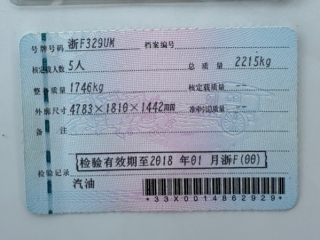 号牌号码 浙F329UM 档案编号
核定载人数 5人 总质量 2215kg
整备质量 1746kg 核定载质量 --
外廓尺寸 4783×1810×1442mm 准牵引总质量 --
备注
检验有效期至2018年01月浙F(00)
检验记录
汽油
*33X0014862929*